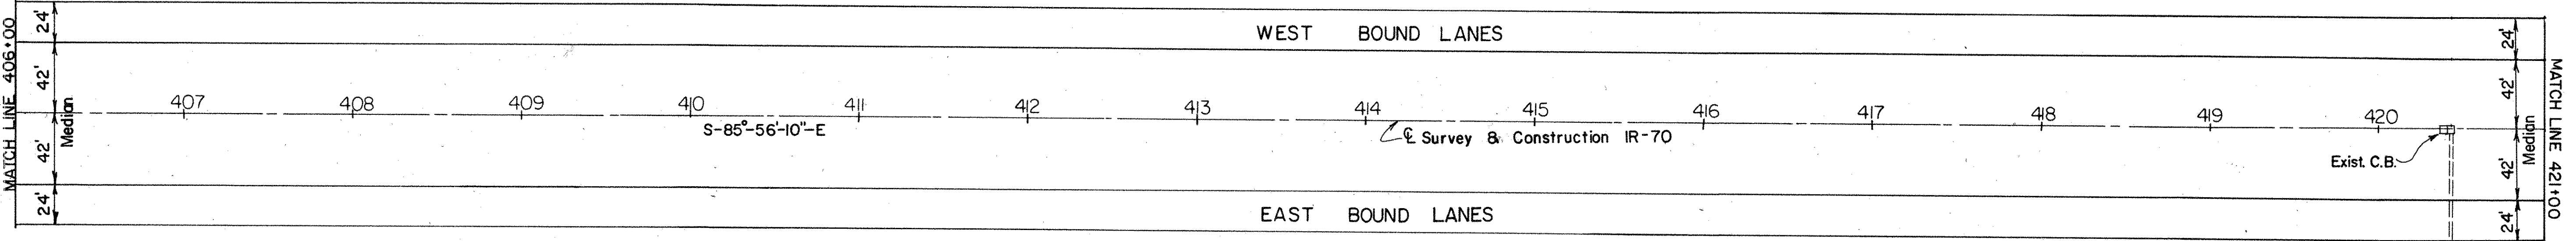 MATCH LINE 406+00
24'
42'
Median
42'
24'
WEST BOUND LANES
407 408 409 410 411 412 413 414 415 416 417 418 419 420
S-85°-56'-10"-E
℄ Survey & Construction IR-70
Exist. C.B.
EAST BOUND LANES
24'
42'
Median
42'
24'
MATCH LINE 421+00